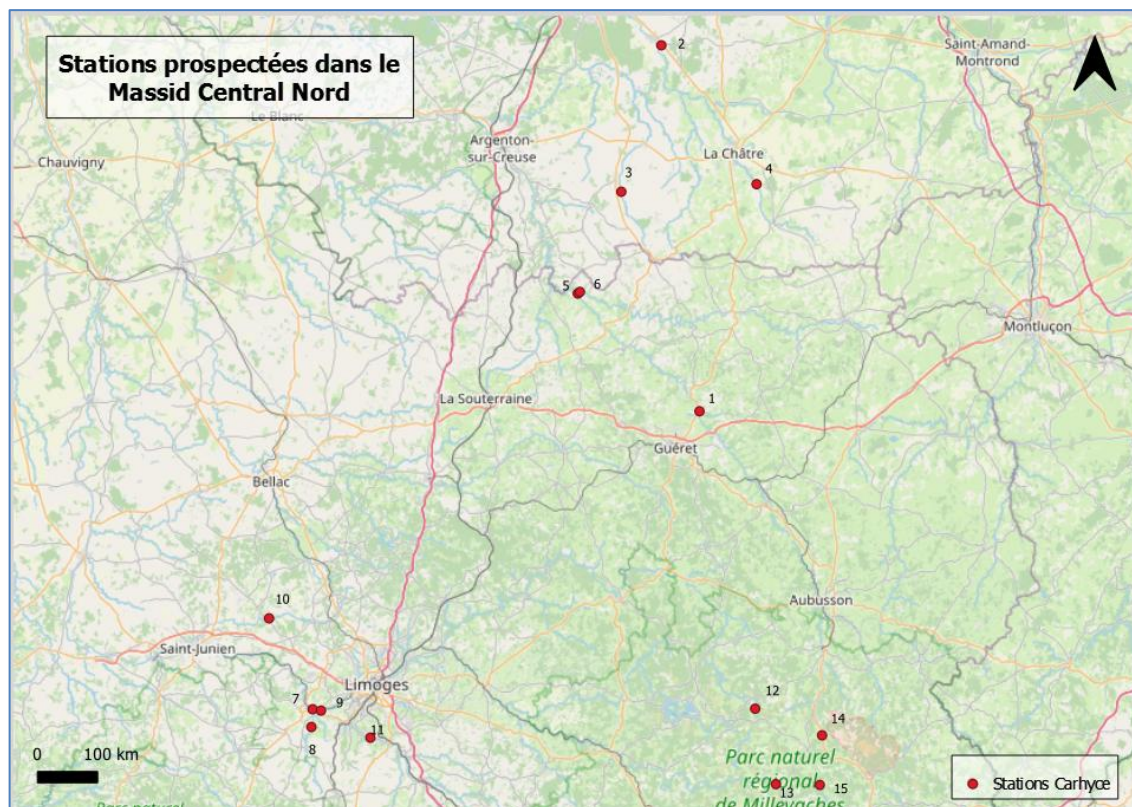 Stations prospectées dans le
Massid Central Nord
2
Saint-Amand-
Montrond
Le Blanc
Chauvigny
Argenton-
sur-Creuse
La Châtre
3
4
5
6
Montluçon
La Souterraine
1
Guéret
Bellac
Aubusson
10
Saint-Junien
Limoges
7
9
8
11
12
14
Parc naturel
régional
de Millevaches
13
15
0 100 km
Stations Carhyce
Parc naturel